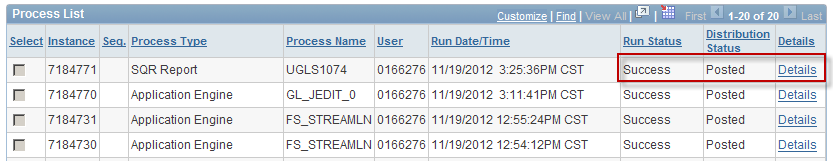 Process List
Customize | Find | View All | First 1-20 of 20 Last
Select Instance Seq. Process Type Process Name User Run Date/Time Run Status Distribution Status Details
7184771 SQR Report UGLS1074 0166276 11/19/2012 3:25:36PM CST Success Posted Details
7184770 Application Engine GL_JEDIT_0 0166276 11/19/2012 3:11:41PM CST Success Posted Details
7184731 Application Engine FS_STREAMLN 0166276 11/19/2012 12:55:24PM CST Success Posted Details
7184730 Application Engine FS_STREAMLN 0166276 11/19/2012 12:54:12PM CST Success Posted Details